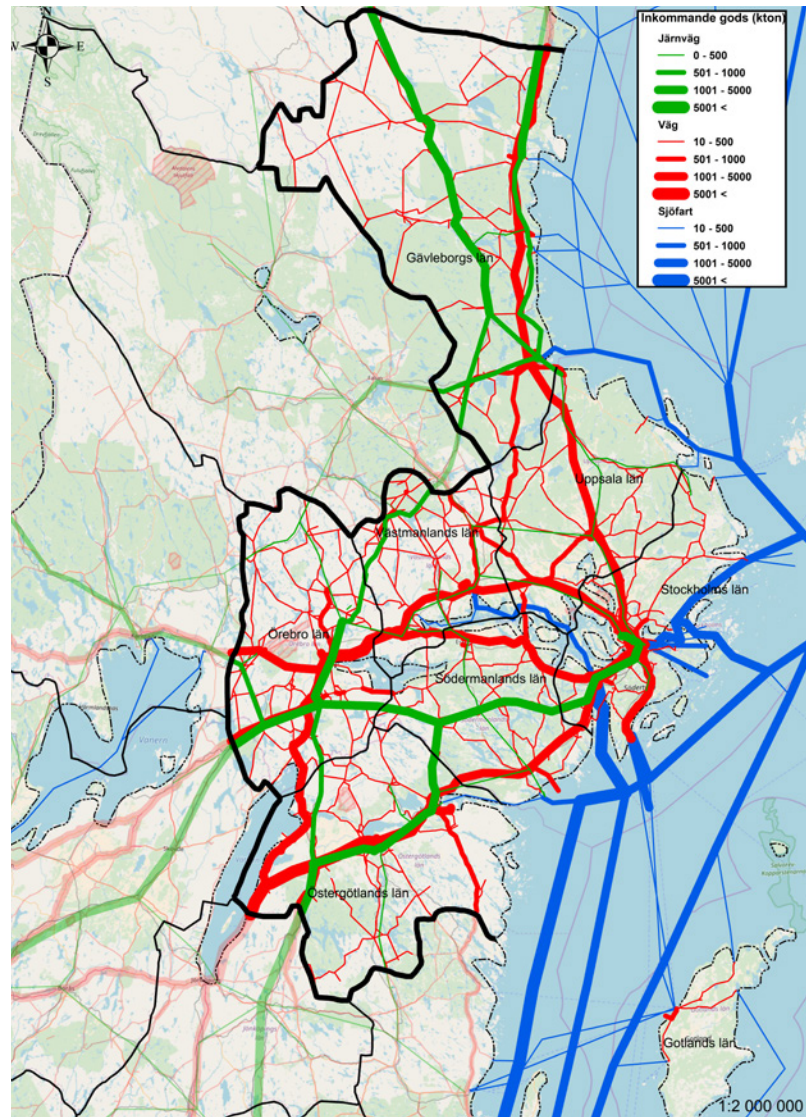 N
W
E
S
Inkommande gods (kton)
Järnväg
0 - 500
501 - 1000
1001 - 5000
5001 <
Väg
10 - 500
501 - 1000
1001 - 5000
5001 <
Sjöfart
10 - 500
501 - 1000
1001 - 5000
5001 <
Gävleborgs län
Uppsala län
Västmanlands län
Stockholms län
Örebro län
Södermanlands län
Vänern
Östergötlands
län
Östergötlands län
Gotlands län
1:2 000 000